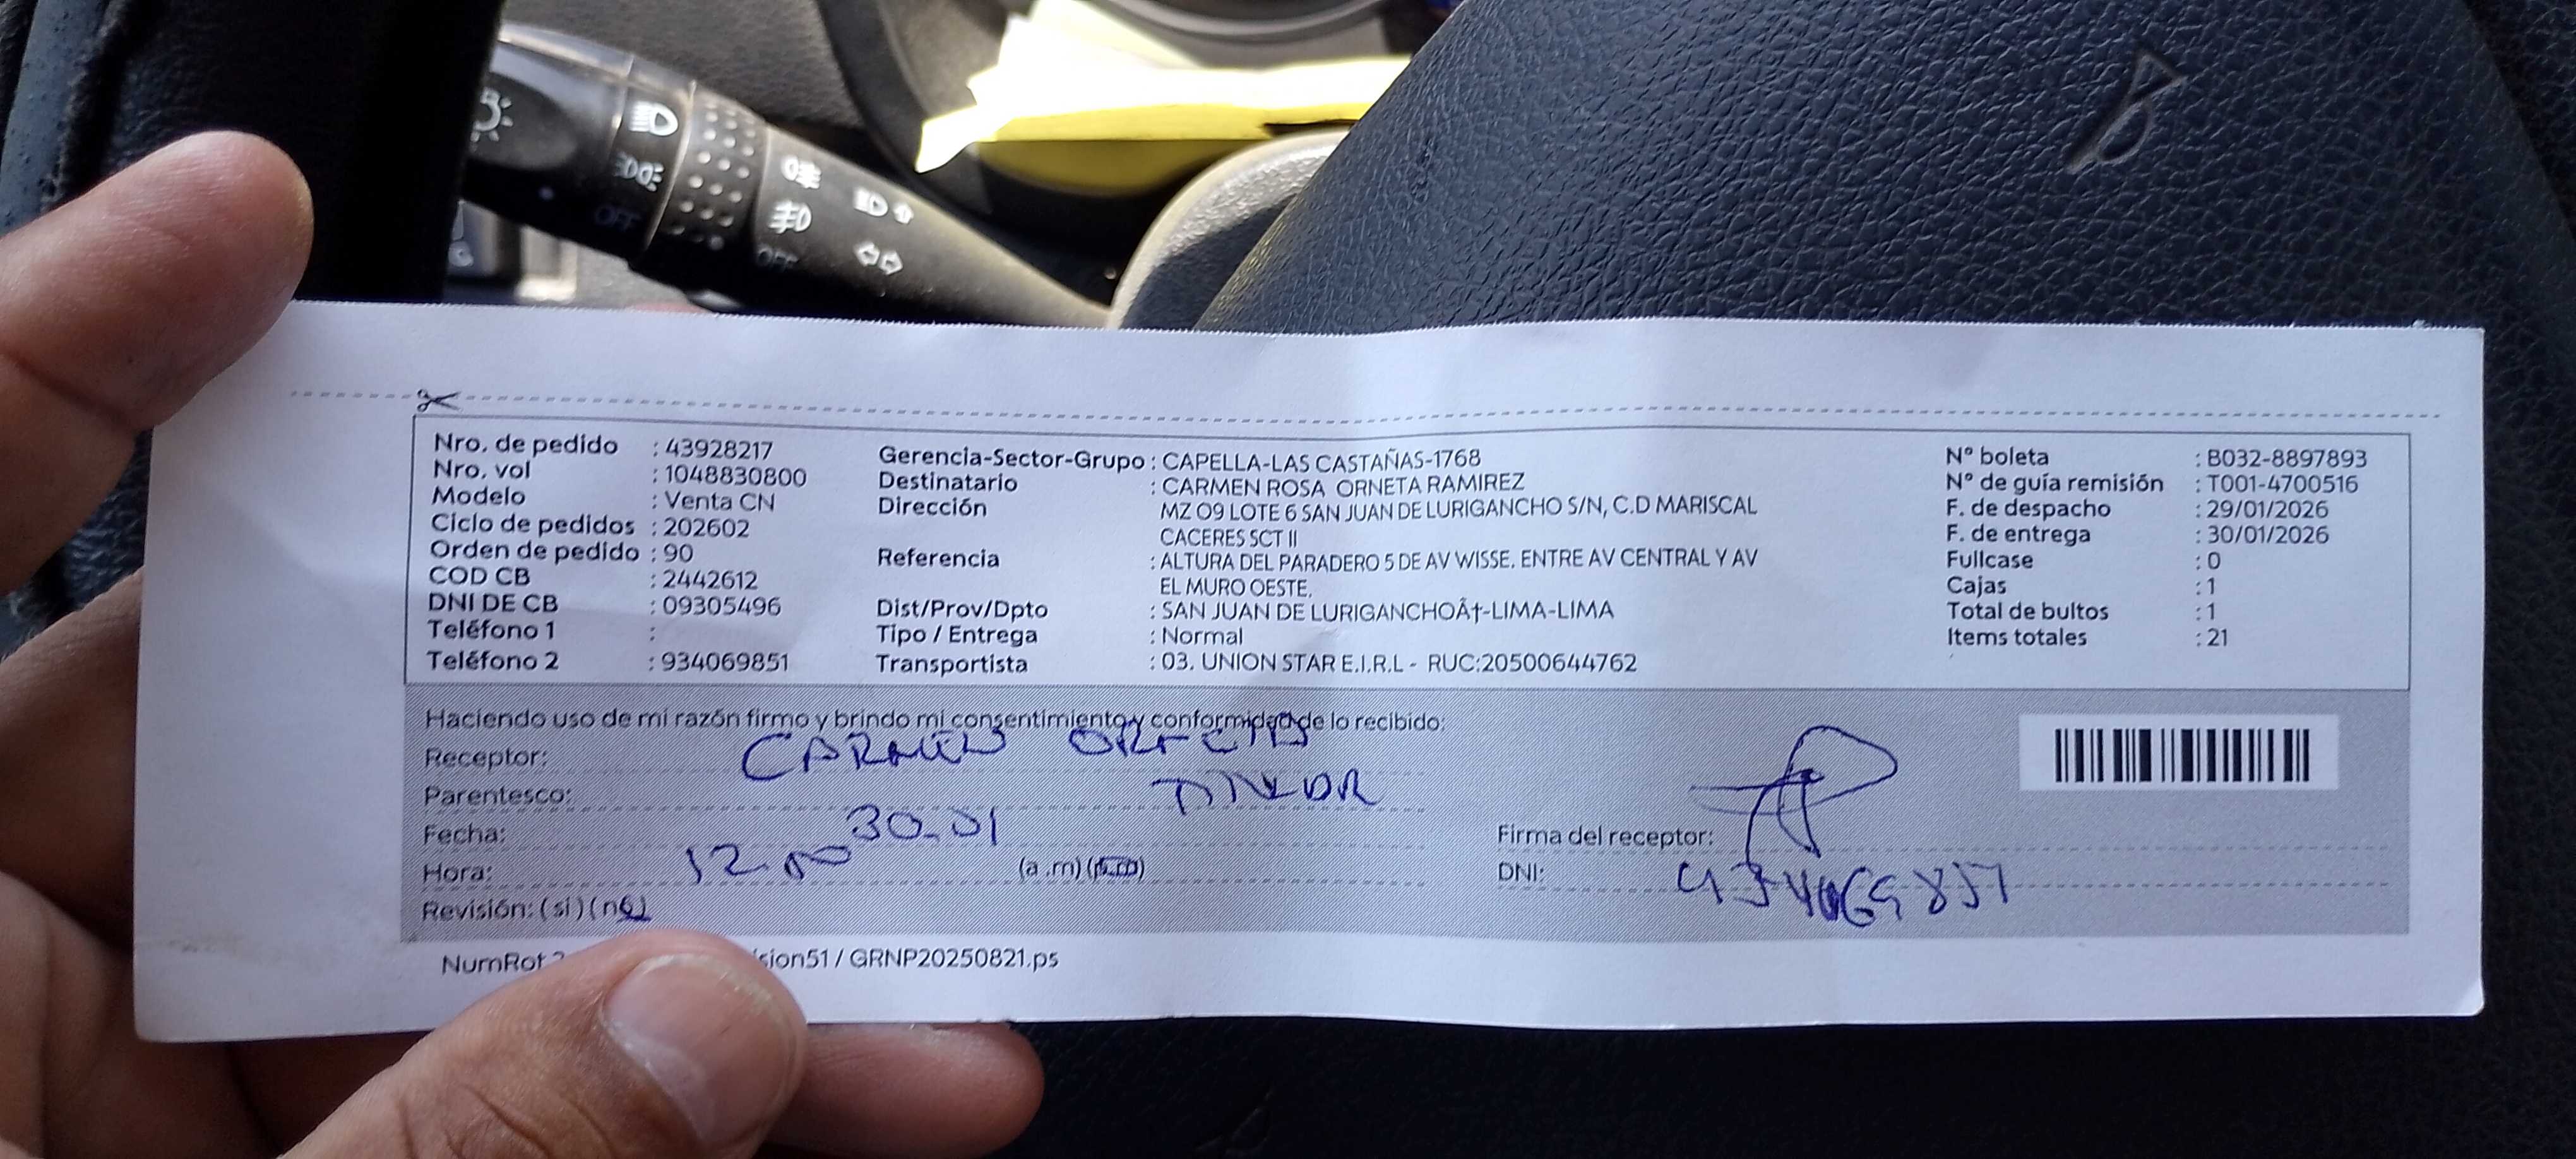 OFF
OFF
Nro. de pedido : 43928217
Nro. vol : 1048830800
Modelo : Venta CN
Ciclo de pedidos : 202602
Orden de pedido : 90
COD CB : 2442612
DNI DE CB : 09305496
Teléfono 1 :
Teléfono 2 : 934069851
Gerencia-Sector-Grupo : CAPELLA-LAS CASTAÑAS-1768
Destinatario : CARMEN ROSA ORNETA RAMIREZ
Dirección MZ O9 LOTE 6 SAN JUAN DE LURIGANCHO S/N, C.D MARISCAL
CACERES SCT II
Referencia : ALTURA DEL PARADERO 5 DE AV WISSE. ENTRE AV CENTRAL Y AV
EL MURO OESTE.
Dist/Prov/Dpto : SAN JUAN DE LURIGANCHOÂ†-LIMA-LIMA
Tipo / Entrega : Normal
Transportista : 03. UNION STAR E.I.R.L - RUC:20500644762
N° boleta : B032-8897893
N° de guía remisión : T001-4700516
F. de despacho : 29/01/2026
F. de entrega : 30/01/2026
Fullcase : 0
Cajas : 1
Total de bultos : 1
Items totales : 21
Haciendo uso de mi razón firmo y brindo mi consentimiento y conformidad de lo recibido:
Receptor: CARMEN ORNETA
Parentesco:
Fecha: 30-01
Hora: 12 (a .m) (p.m)
Revisión: (si) (no)
Firma del receptor:
DNI:
NumRot
sion51 / GRNP20250821.ps